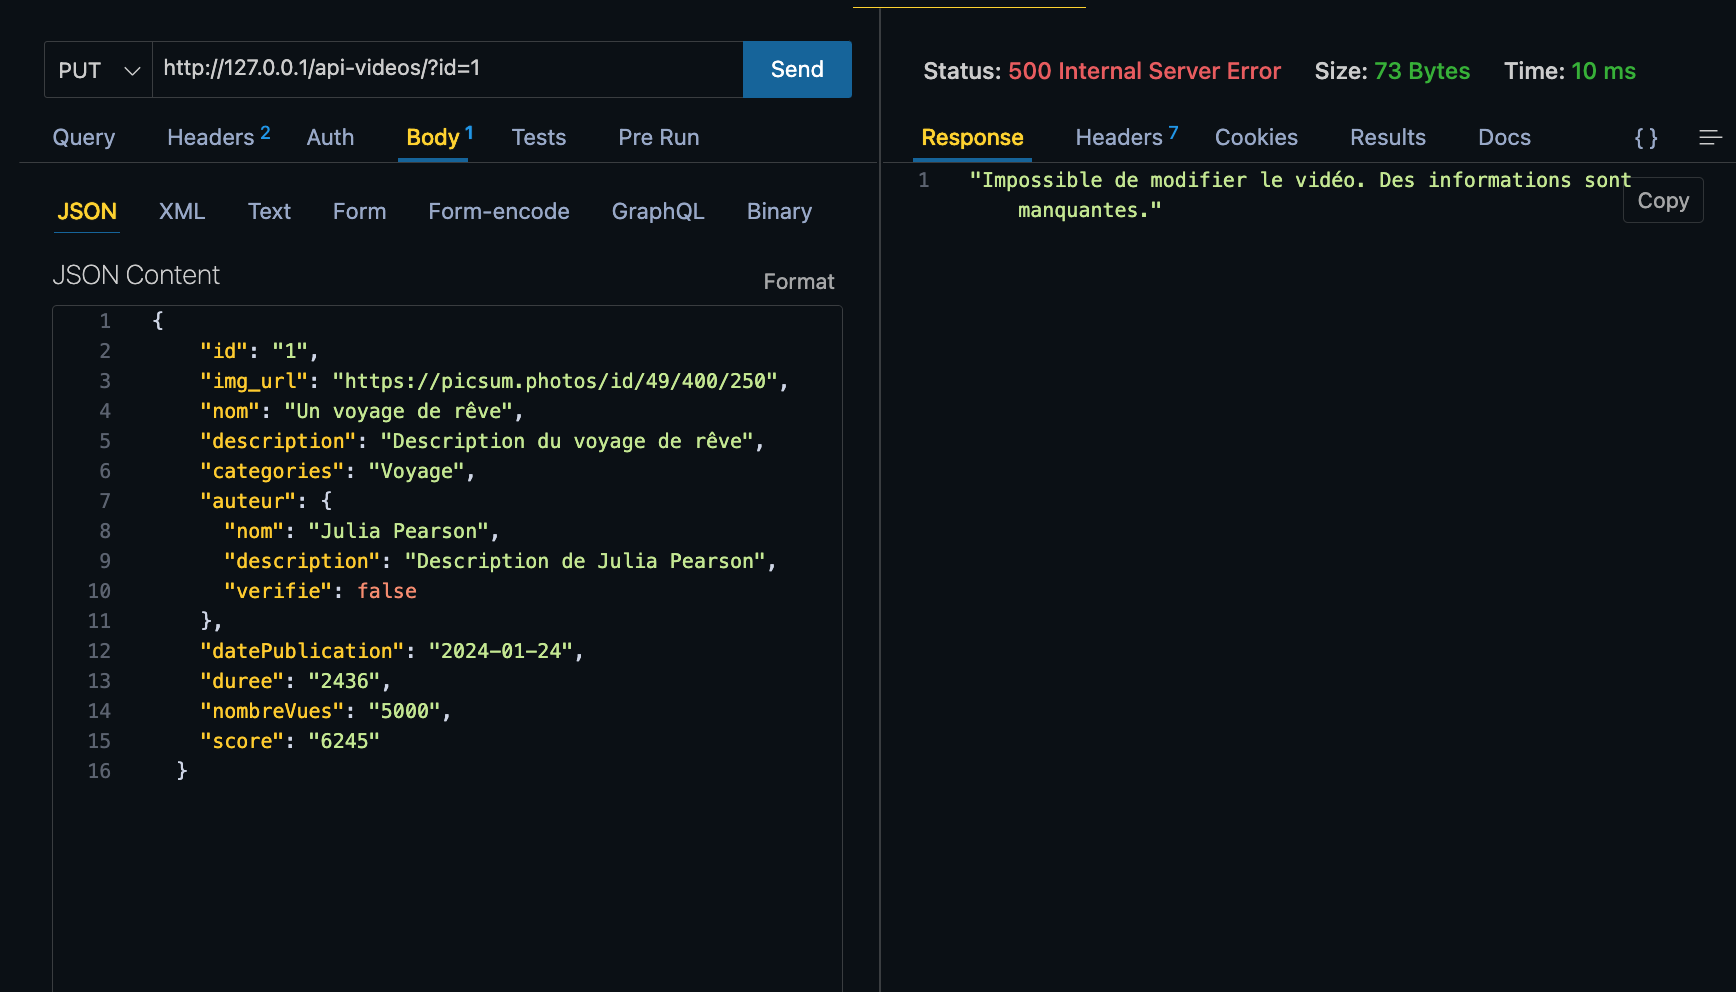 PUT http://127.0.0.1/api-videos/?id=1 Send
Query Headers 2 Auth Body 1 Tests Pre Run
JSON XML Text Form Form-encode GraphQL Binary
JSON Content Format
1 {
2 "id": "1",
3 "img_url": "https://picsum.photos/id/49/400/250",
4 "nom": "Un voyage de rêve",
5 "description": "Description du voyage de rêve",
6 "categories": "Voyage",
7 "auteur": {
8 "nom": "Julia Pearson",
9 "description": "Description de Julia Pearson",
10 "verifie": false
11 },
12 "datePublication": "2024-01-24",
13 "duree": "2436",
14 "nombreVues": "5000",
15 "score": "6245"
16 }
Status: 500 Internal Server Error Size: 73 Bytes Time: 10 ms
Response Headers 7 Cookies Results Docs { }
1 "Impossible de modifier le vidéo. Des informations sont
manquantes."
Copy